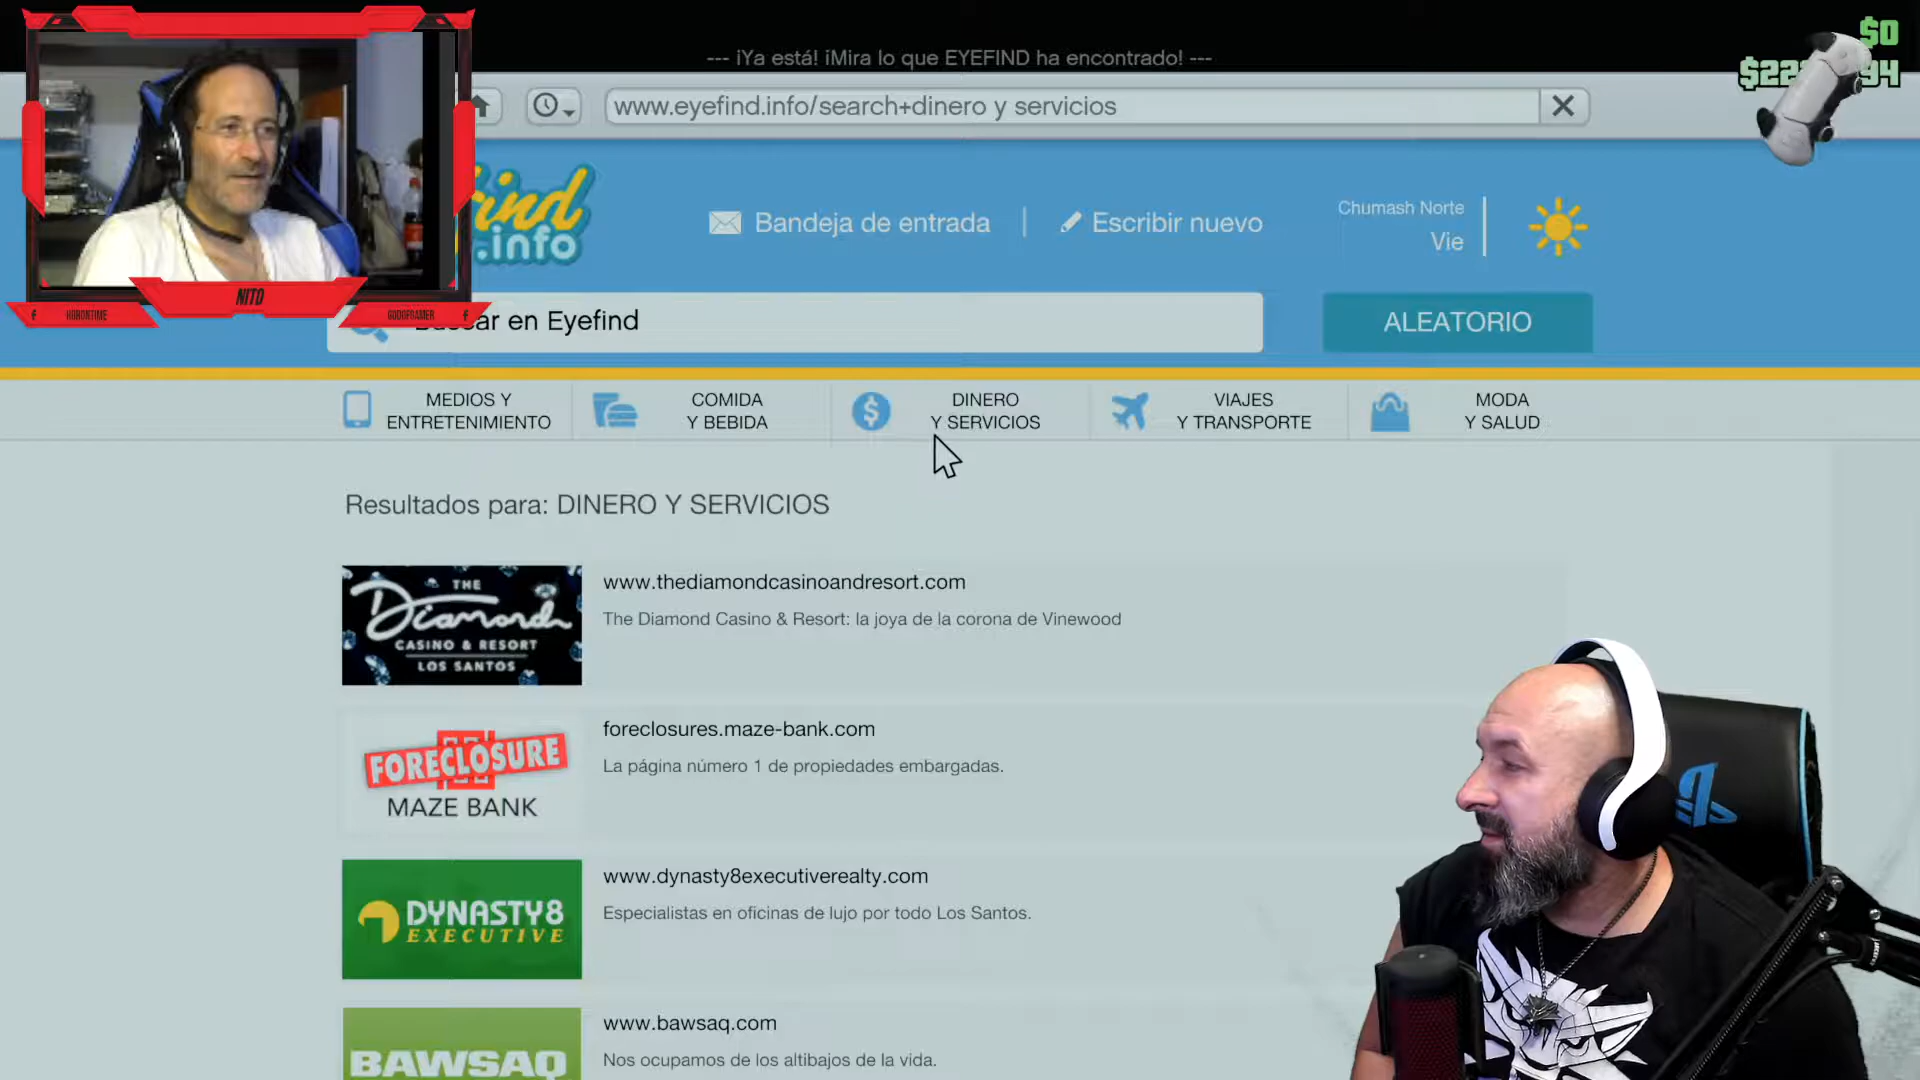 --- ¡Ya está! ¡Mira lo que EYEFIND ha encontrado! ---
$0
www.eyefind.info/search+dinero y servicios
find
.info
Bandeja de entrada
Escribir nuevo
Chumash Norte
Vie
NITO
HORONTIME
GODOFGAMER
Buscar en Eyefind
ALEATORIO
MEDIOS Y
ENTRETENIMIENTO
COMIDA
Y BEBIDA
DINERO
Y SERVICIOS
VIAJES
Y TRANSPORTE
MODA
Y SALUD
Resultados para: DINERO Y SERVICIOS
THE
Diamond
CASINO & RESORT
LOS SANTOS
www.thediamondcasinoandresort.com
The Diamond Casino & Resort: la joya de la corona de Vinewood
FORECLOSURE
MAZE BANK
foreclosures.maze-bank.com
La página número 1 de propiedades embargadas.
DYNASTY8
EXECUTIVE
www.dynasty8executiverealty.com
Especialistas en oficinas de lujo por todo Los Santos.
BAWSAQ
www.bawsaq.com
Nos ocupamos de los altibajos de la vida.